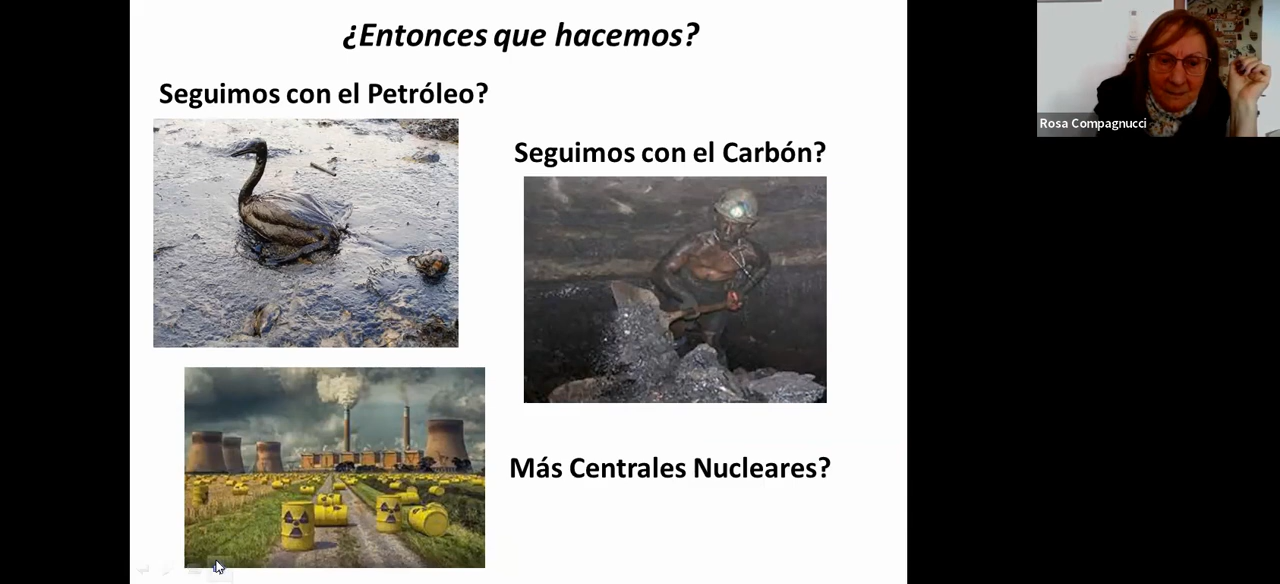 ¿Entonces que hacemos?
Seguimos con el Petróleo?
Seguimos con el Carbón?
Más Centrales Nucleares?
Rosa Compagnucci